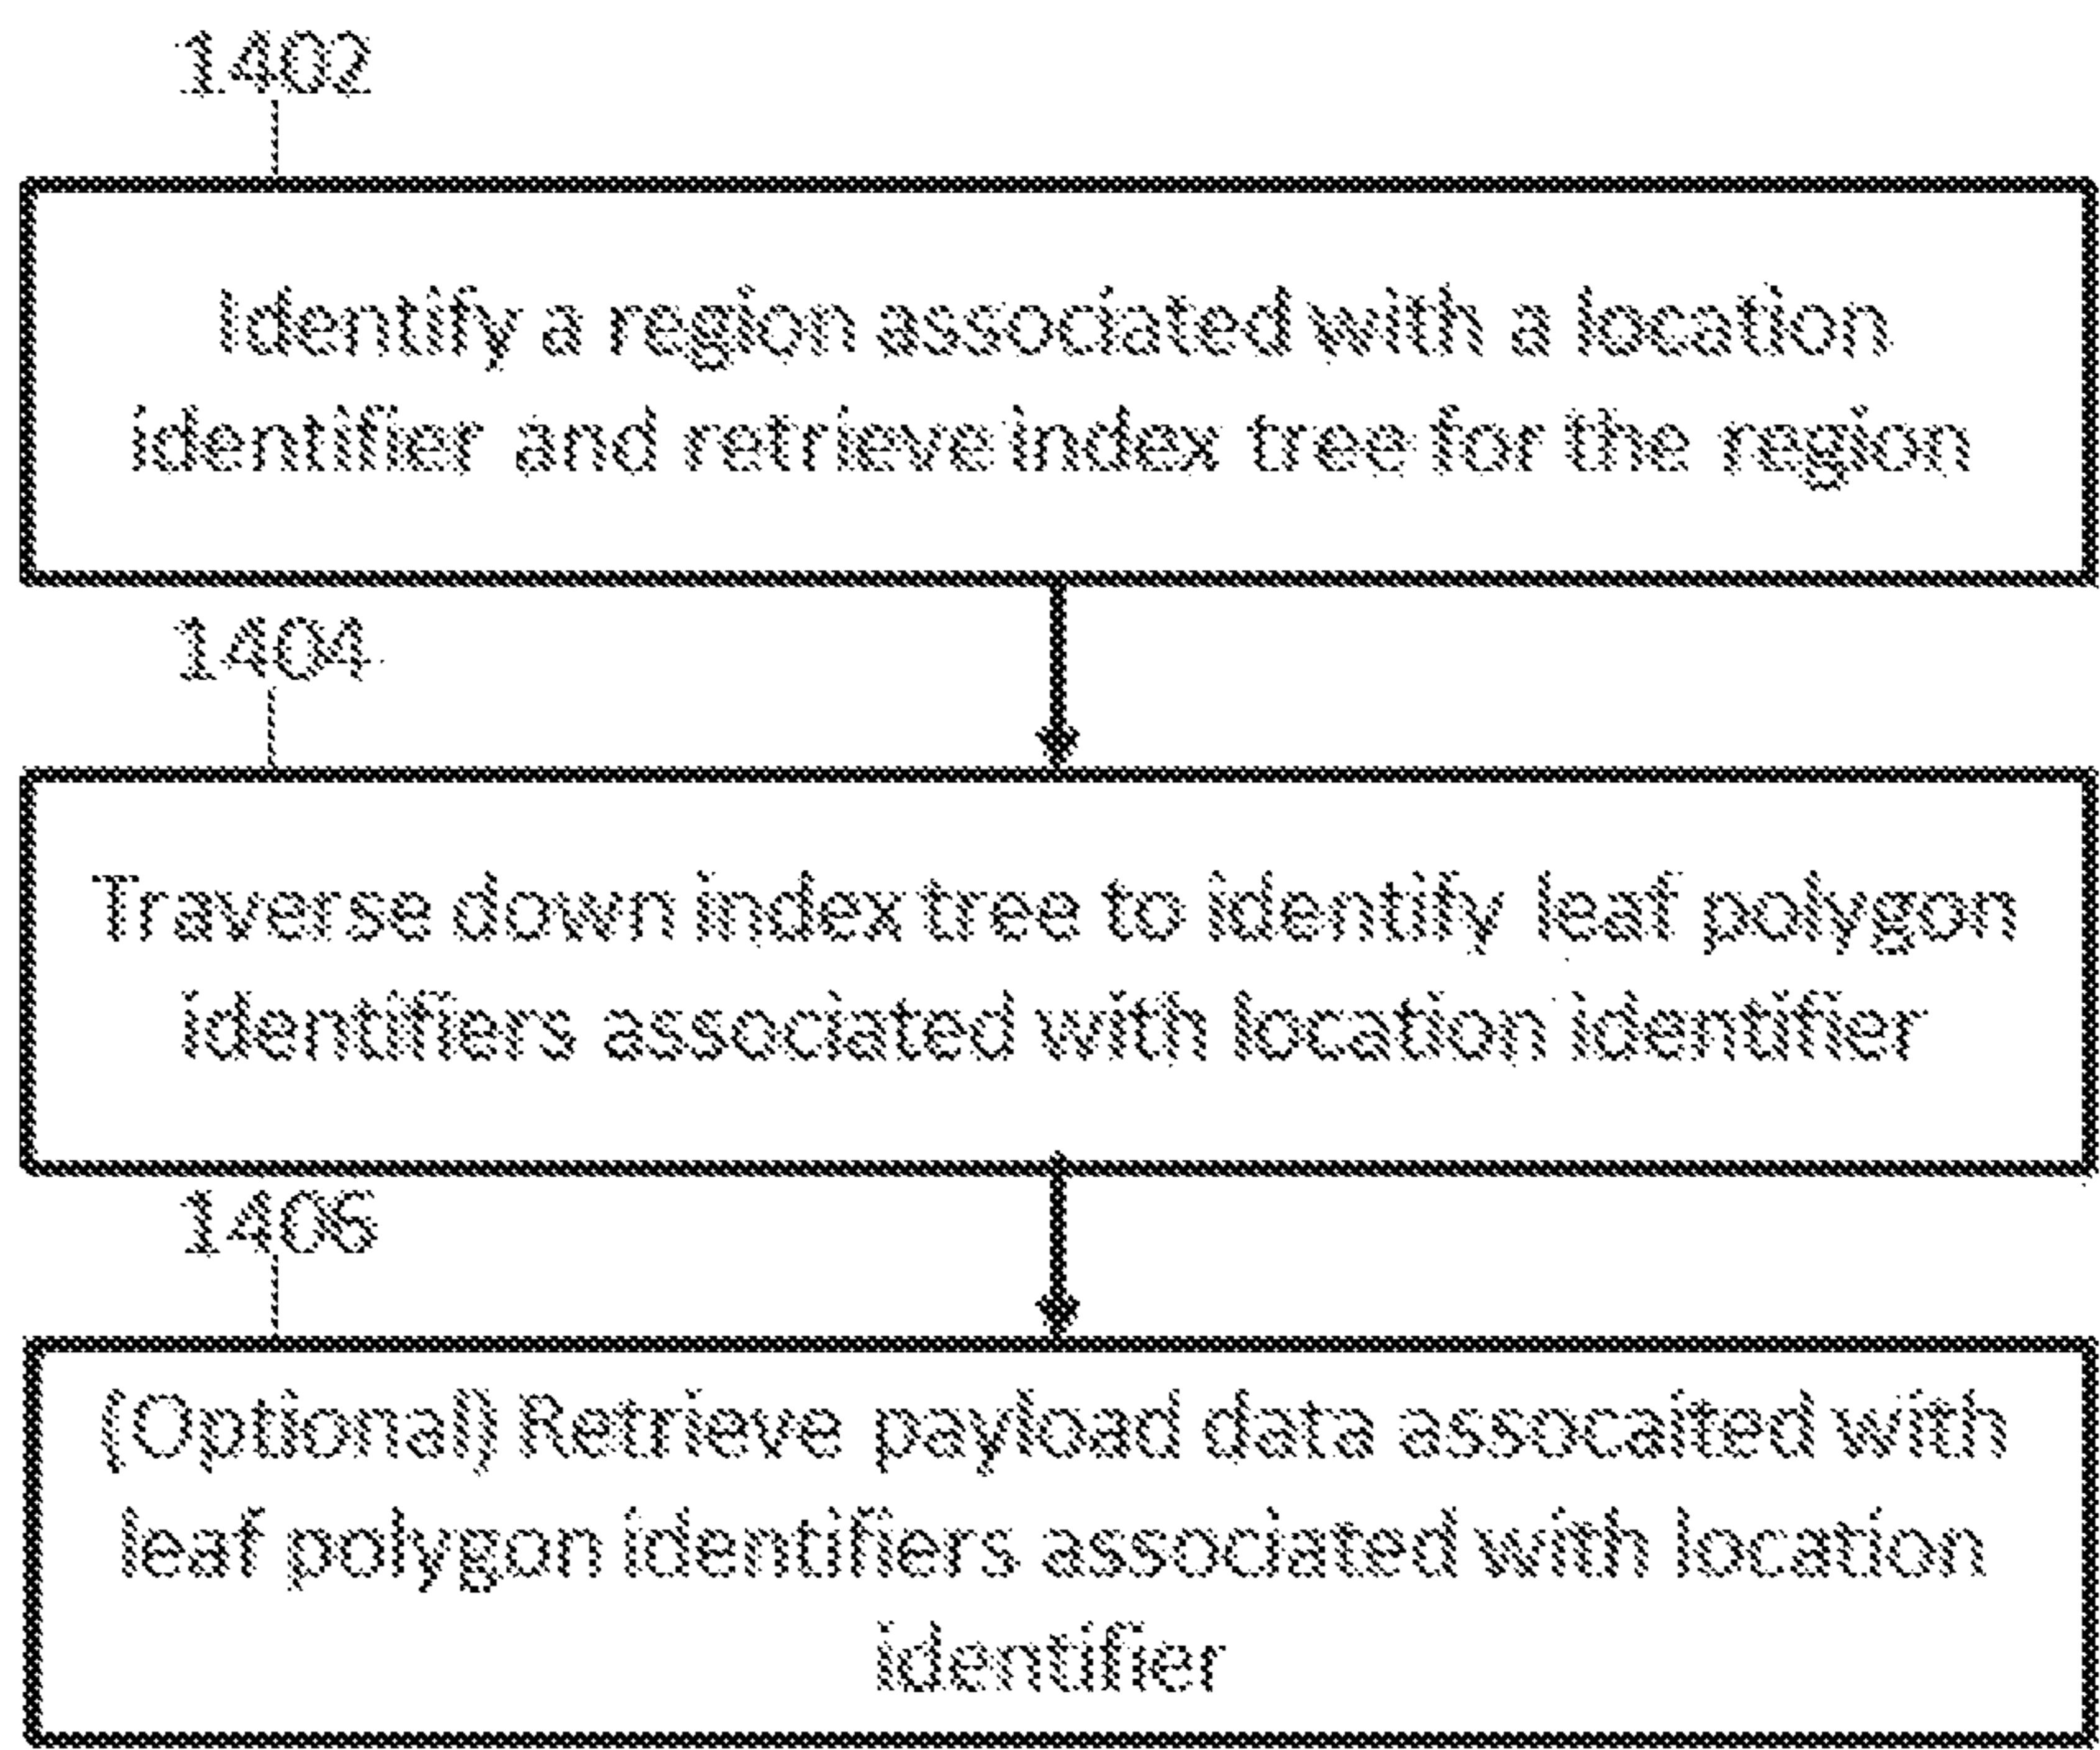 1402
Identify a region associated with a location
identifier and retrieve index tree for the region
1404
Traverse down index tree to identify leaf polygon
identifiers associated with location identifier
1406
(Optional) Retrieve payload data assocaited with
leaf polygon identifiers associated with location
identifier